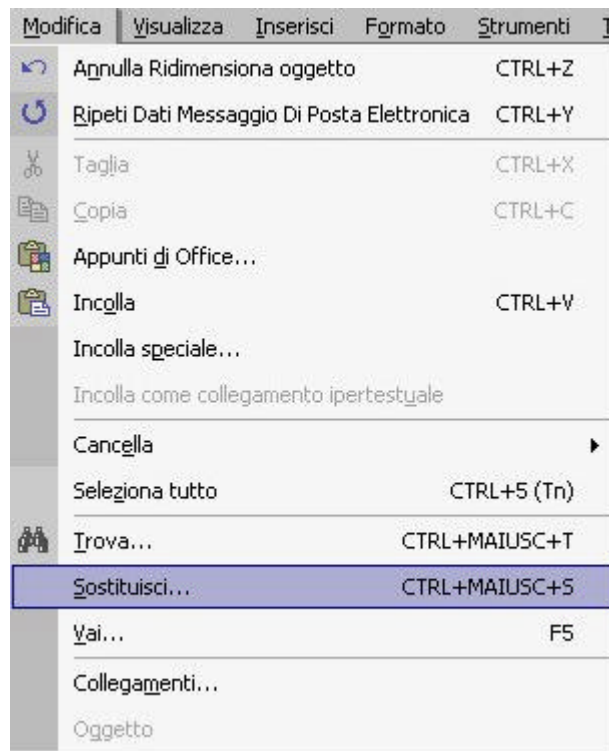 Modifica Visualizza Inserisci Formato Strumenti
Annulla Ridimensiona oggetto CTRL+Z
Ripeti Dati Messaggio Di Posta Elettronica CTRL+Y
Taglia CTRL+X
Copia CTRL+C
Appunti di Office...
Incolla CTRL+V
Incolla speciale...
Incolla come collegamento ipertestuale
Cancella
Seleziona tutto CTRL+5 (Tn)
Trova... CTRL+MAIUSC+T
Sostituisci... CTRL+MAIUSC+S
Vai... F5
Collegamenti...
Oggetto